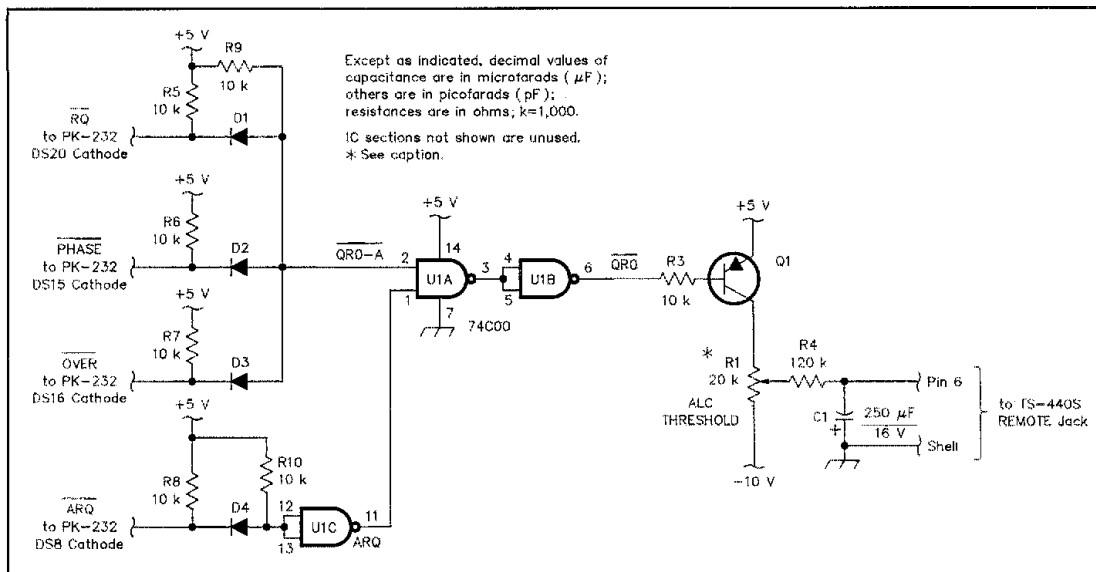 +5 V
R9
10 k
R5
10 k
RQ
to PK-232
DS20 Cathode
D1
Except as indicated, decimal values of
capacitance are in microfarads ( µF);
others are in picofarads (pF);
resistances are in ohms; k=1,000.
IC sections not shown are unused.
* See caption.
+5 V
R6
10 k
PHASE
to PK-232
DS15 Cathode
D2
QRO-A
2
1
+5 V
14
U1A
3
7
74C00
4
5
U1B
6
QRO
R3
10 k
+5 V
Q1
+5 V
R7
10 k
OVER
to PK-232
DS16 Cathode
D3
*
R1
20 k
ALC
THRESHOLD
-10 V
R4
120 k
C1
+
250 µF
16 V
Pin 6
Shell
to TS-440S
REMOTE Jack
+5 V
R8
10 k
R10
10 k
ARQ
to PK-232
DS8 Cathode
D4
12
13
U1C
11
ARQ